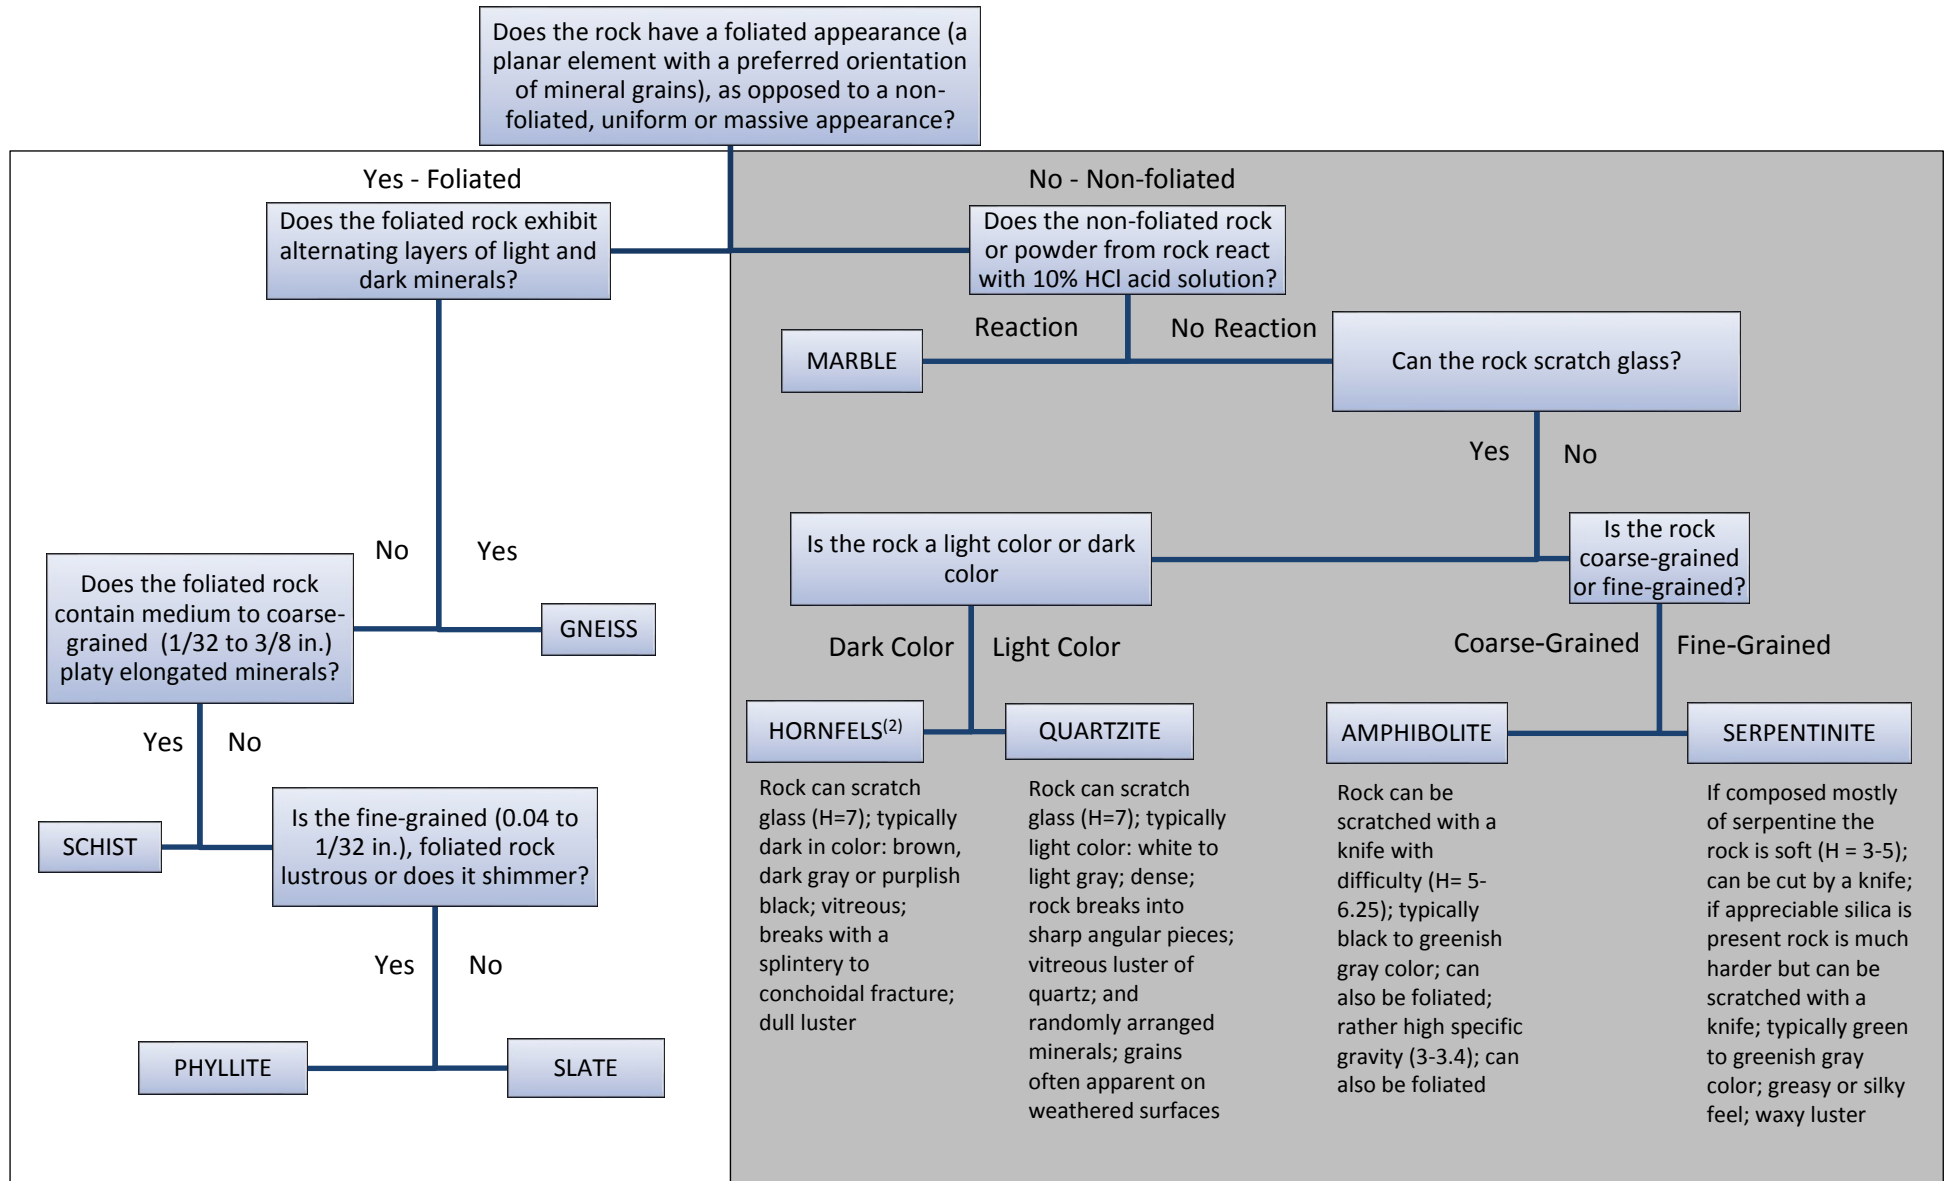 Does the rock have a foliated appearance (a
planar element with a preferred orientation
of mineral grains), as opposed to a non-
foliated, uniform or massive appearance?
Yes - Foliated
Does the foliated rock exhibit
alternating layers of light and
dark minerals?
No
Yes
GNEISS
Does the foliated rock
contain medium to coarse-
grained (1/32 to 3/8 in.)
platy elongated minerals?
Yes
No
SCHIST
Is the fine-grained (0.04 to
1/32 in.), foliated rock
lustrous or does it shimmer?
Yes
No
PHYLLITE
SLATE
No - Non-foliated
Does the non-foliated rock
or powder from rock react
with 10% HCl acid solution?
Reaction
No Reaction
MARBLE
Can the rock scratch glass?
Yes
No
Is the rock a light color or dark
color
Dark Color
Light Color
HORNFELS(2)
Rock can scratch
glass (H=7); typically
dark in color: brown,
dark gray or purplish
black; vitreous;
breaks with a
splintery to
conchoidal fracture;
dull luster
QUARTZITE
Rock can scratch
glass (H=7); typically
light color: white to
light gray; dense;
rock breaks into
sharp angular pieces;
vitreous luster of
quartz; and
randomly arranged
minerals; grains
often apparent on
weathered surfaces
Is the rock
coarse-grained
or fine-grained?
Coarse-Grained
Fine-Grained
AMPHIBOLITE
Rock can be
scratched with a
knife with
difficulty (H= 5-
6.25); typically
black to greenish
gray color; can
also be foliated;
rather high specific
gravity (3-3.4); can
also be foliated
SERPENTINITE
If composed mostly
of serpentine the
rock is soft (H = 3-5);
can be cut by a knife;
if appreciable silica is
present rock is much
harder but can be
scratched with a
knife; typically green
to greenish gray
color; greasy or silky
feel; waxy luster